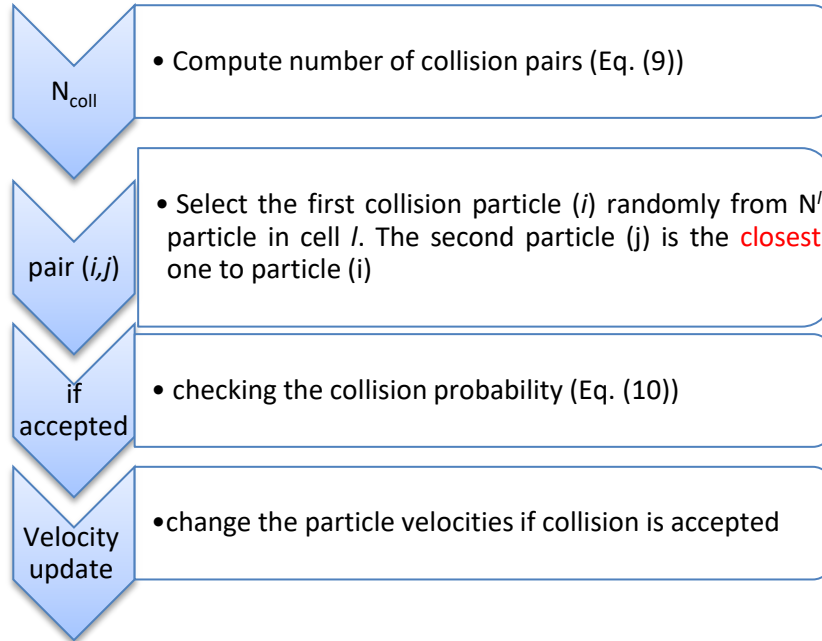 N_coll
• Compute number of collision pairs (Eq. (9))
pair (i,j)
• Select the first collision particle (i) randomly from N^l
particle in cell l. The second particle (j) is the closest
one to particle (i)
if
accepted
• checking the collision probability (Eq. (10))
Velocity
update
•change the particle velocities if collision is accepted